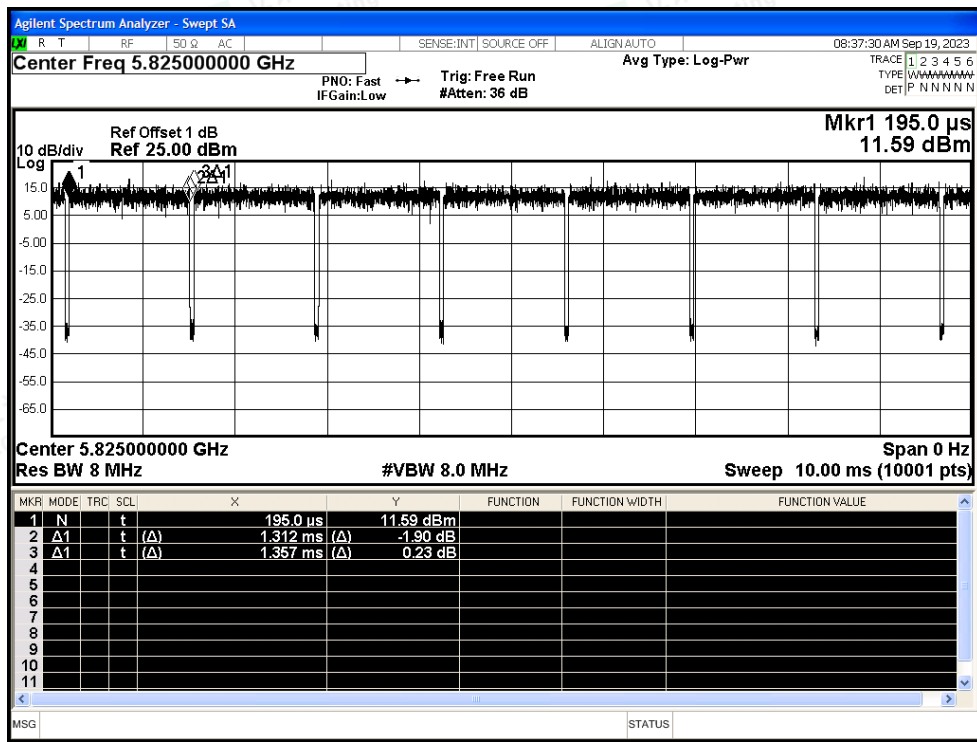 Agilent Spectrum Analyzer - Swept SA
LXI R T RF 50 Ω AC SENSE:INT SOURCE OFF ALIGN AUTO 08:37:30 AM Sep 19, 2023
Center Freq 5.825000000 GHz
PNO: Fast
IFGain:Low
Trig: Free Run
#Atten: 36 dB
Avg Type: Log-Pwr
TRACE 1 2 3 4 5 6
TYPE
DET P N N N N N
Mkr1 195.0 µs
11.59 dBm
Ref Offset 1 dB
10 dB/div Ref 25.00 dBm
Log
1
2Δ1
3Δ1
15.0
5.00
-5.00
-15.0
-25.0
-35.0
-45.0
-55.0
-65.0
Center 5.825000000 GHz Span 0 Hz
Res BW 8 MHz #VBW 8.0 MHz Sweep 10.00 ms (10001 pts)
MKR MODE TRC SCL X Y FUNCTION FUNCTION WIDTH FUNCTION VALUE
1 N t 195.0 µs 11.59 dBm
2 Δ1 t (Δ) 1.312 ms (Δ) -1.90 dB
3 Δ1 t (Δ) 1.357 ms (Δ) 0.23 dB
4
5
6
7
8
9
10
11
MSG STATUS